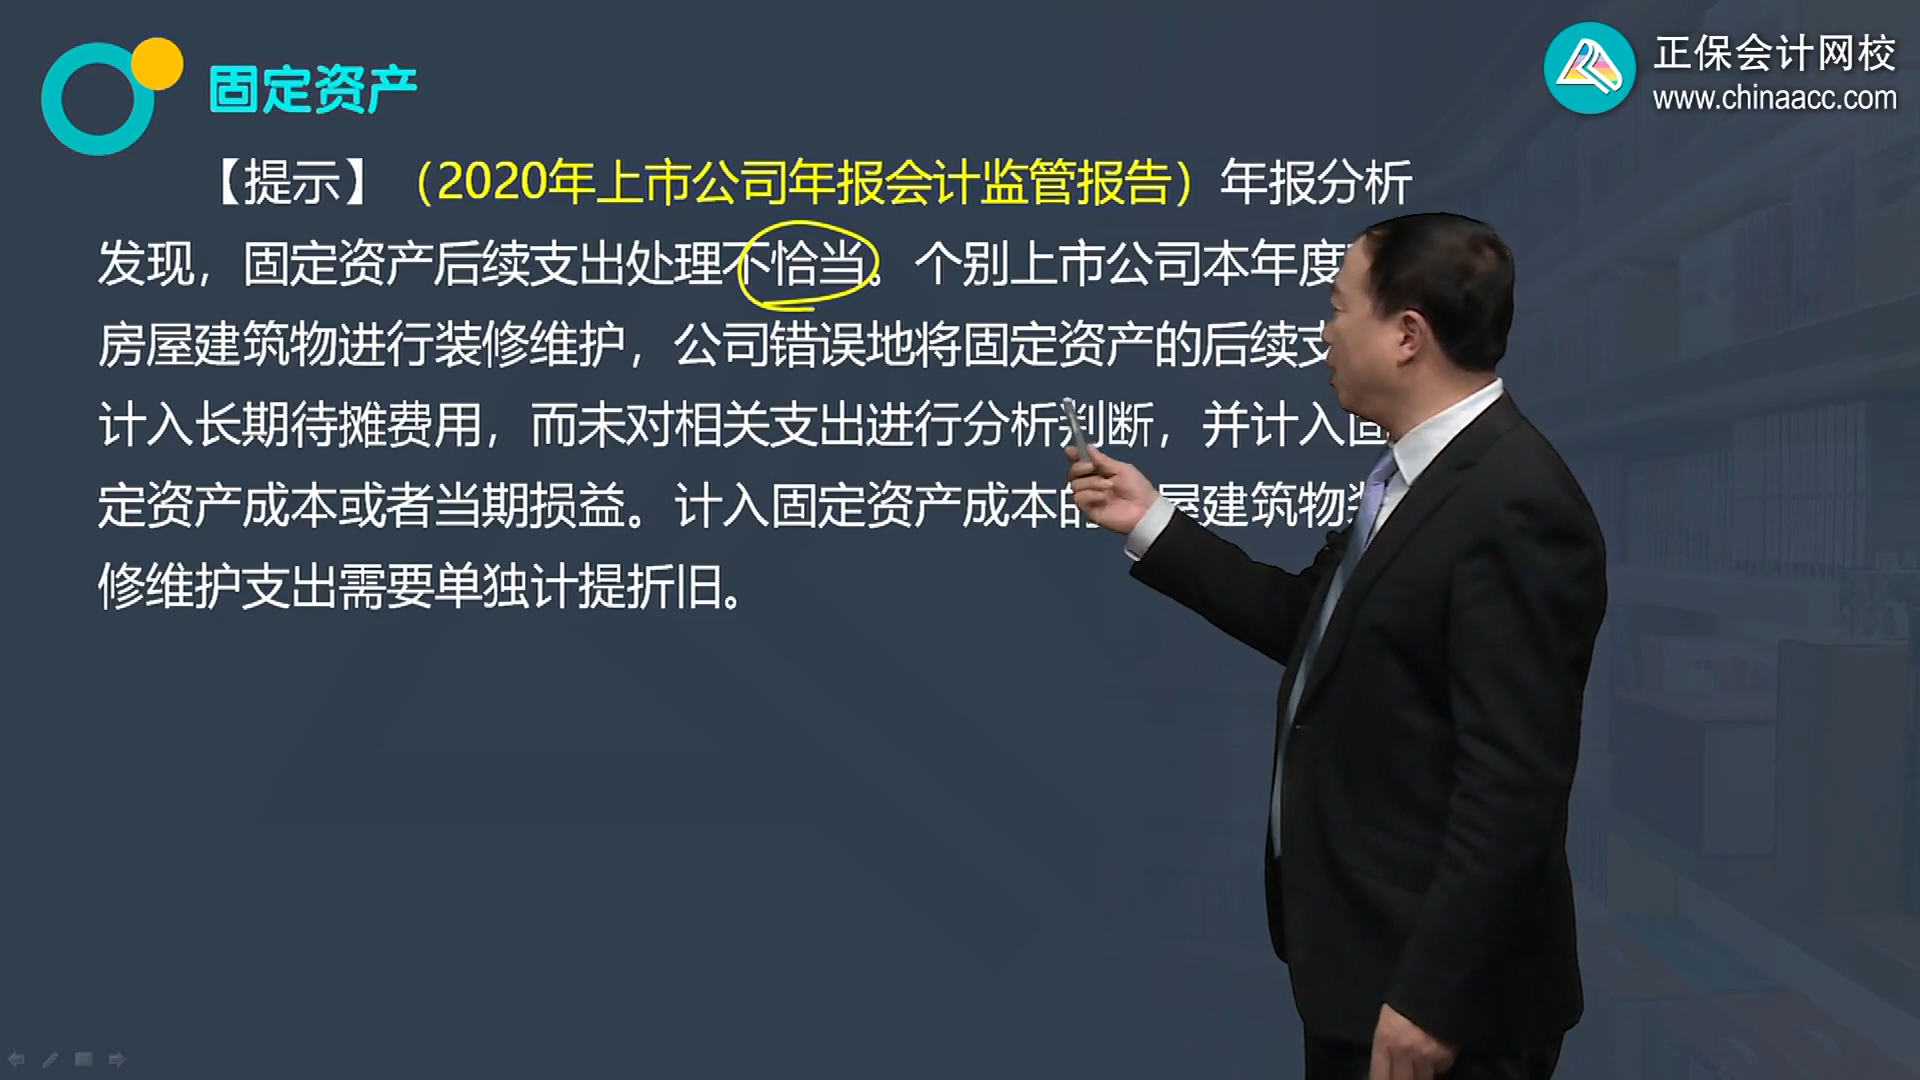 固定资产
正保会计网校
www.chinaacc.com
【提示】（2020年上市公司年报会计监管报告）年报分析
发现，固定资产后续支出处理不恰当。个别上市公司本年度
房屋建筑物进行装修维护，公司错误地将固定资产的后续支
计入长期待摊费用，而未对相关支出进行分析判断，并计入固
定资产成本或者当期损益。计入固定资产成本的 屋建筑物装
修维护支出需要单独计提折旧。